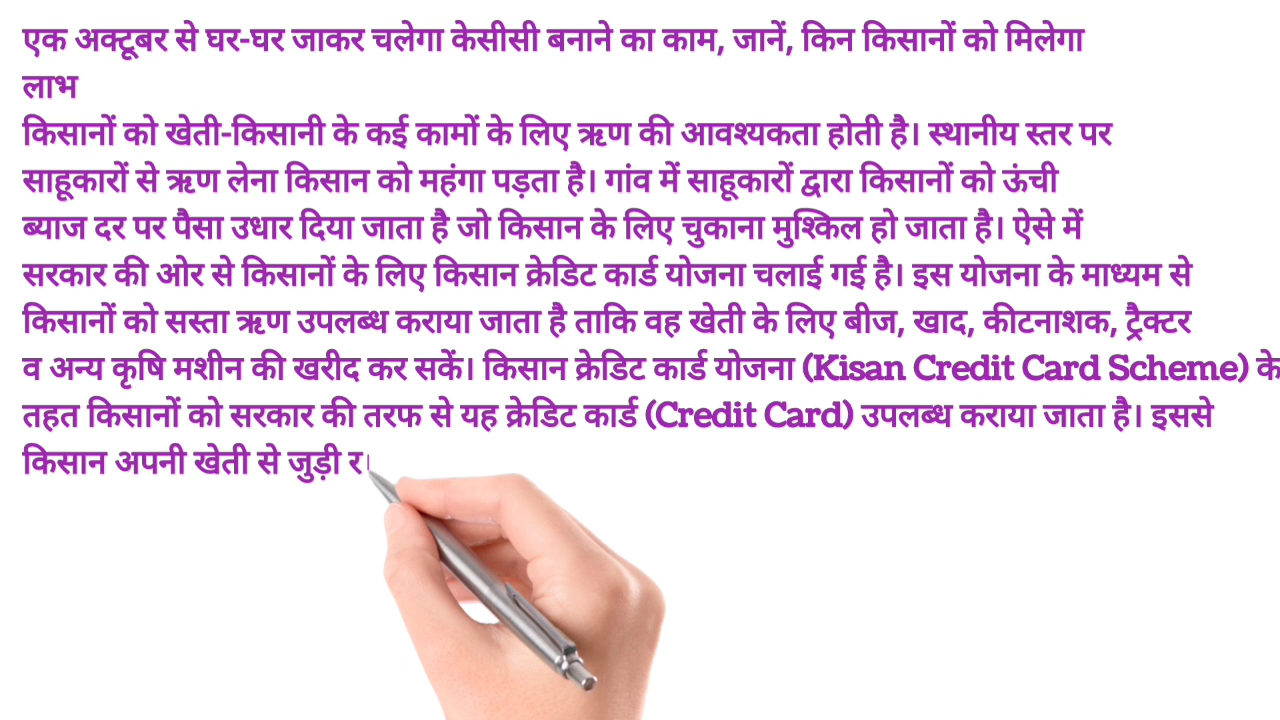 एक अक्टूबर से घर-घर जाकर चलेगा केसीसी बनाने का काम, जानें, किन किसानों को मिलेगा
लाभ
किसानों को खेती-किसानी के कई कामों के लिए ऋण की आवश्यकता होती है। स्थानीय स्तर पर
साहूकारों से ऋण लेना किसान को महंगा पड़ता है। गांव में साहूकारों द्वारा किसानों को ऊंची
ब्याज दर पर पैसा उधार दिया जाता है जो किसान के लिए चुकाना मुश्किल हो जाता है। ऐसे में
सरकार की ओर से किसानों के लिए किसान क्रेडिट कार्ड योजना चलाई गई है। इस योजना के माध्यम से
किसानों को सस्ता ऋण उपलब्ध कराया जाता है ताकि वह खेती के लिए बीज, खाद, कीटनाशक, ट्रैक्टर
व अन्य कृषि मशीन की खरीद कर सकें। किसान क्रेडिट कार्ड योजना (Kisan Credit Card Scheme) के
तहत किसानों को सरकार की तरफ से यह क्रेडिट कार्ड (Credit Card) उपलब्ध कराया जाता है। इससे
किसान अपनी खेती से जुड़ी